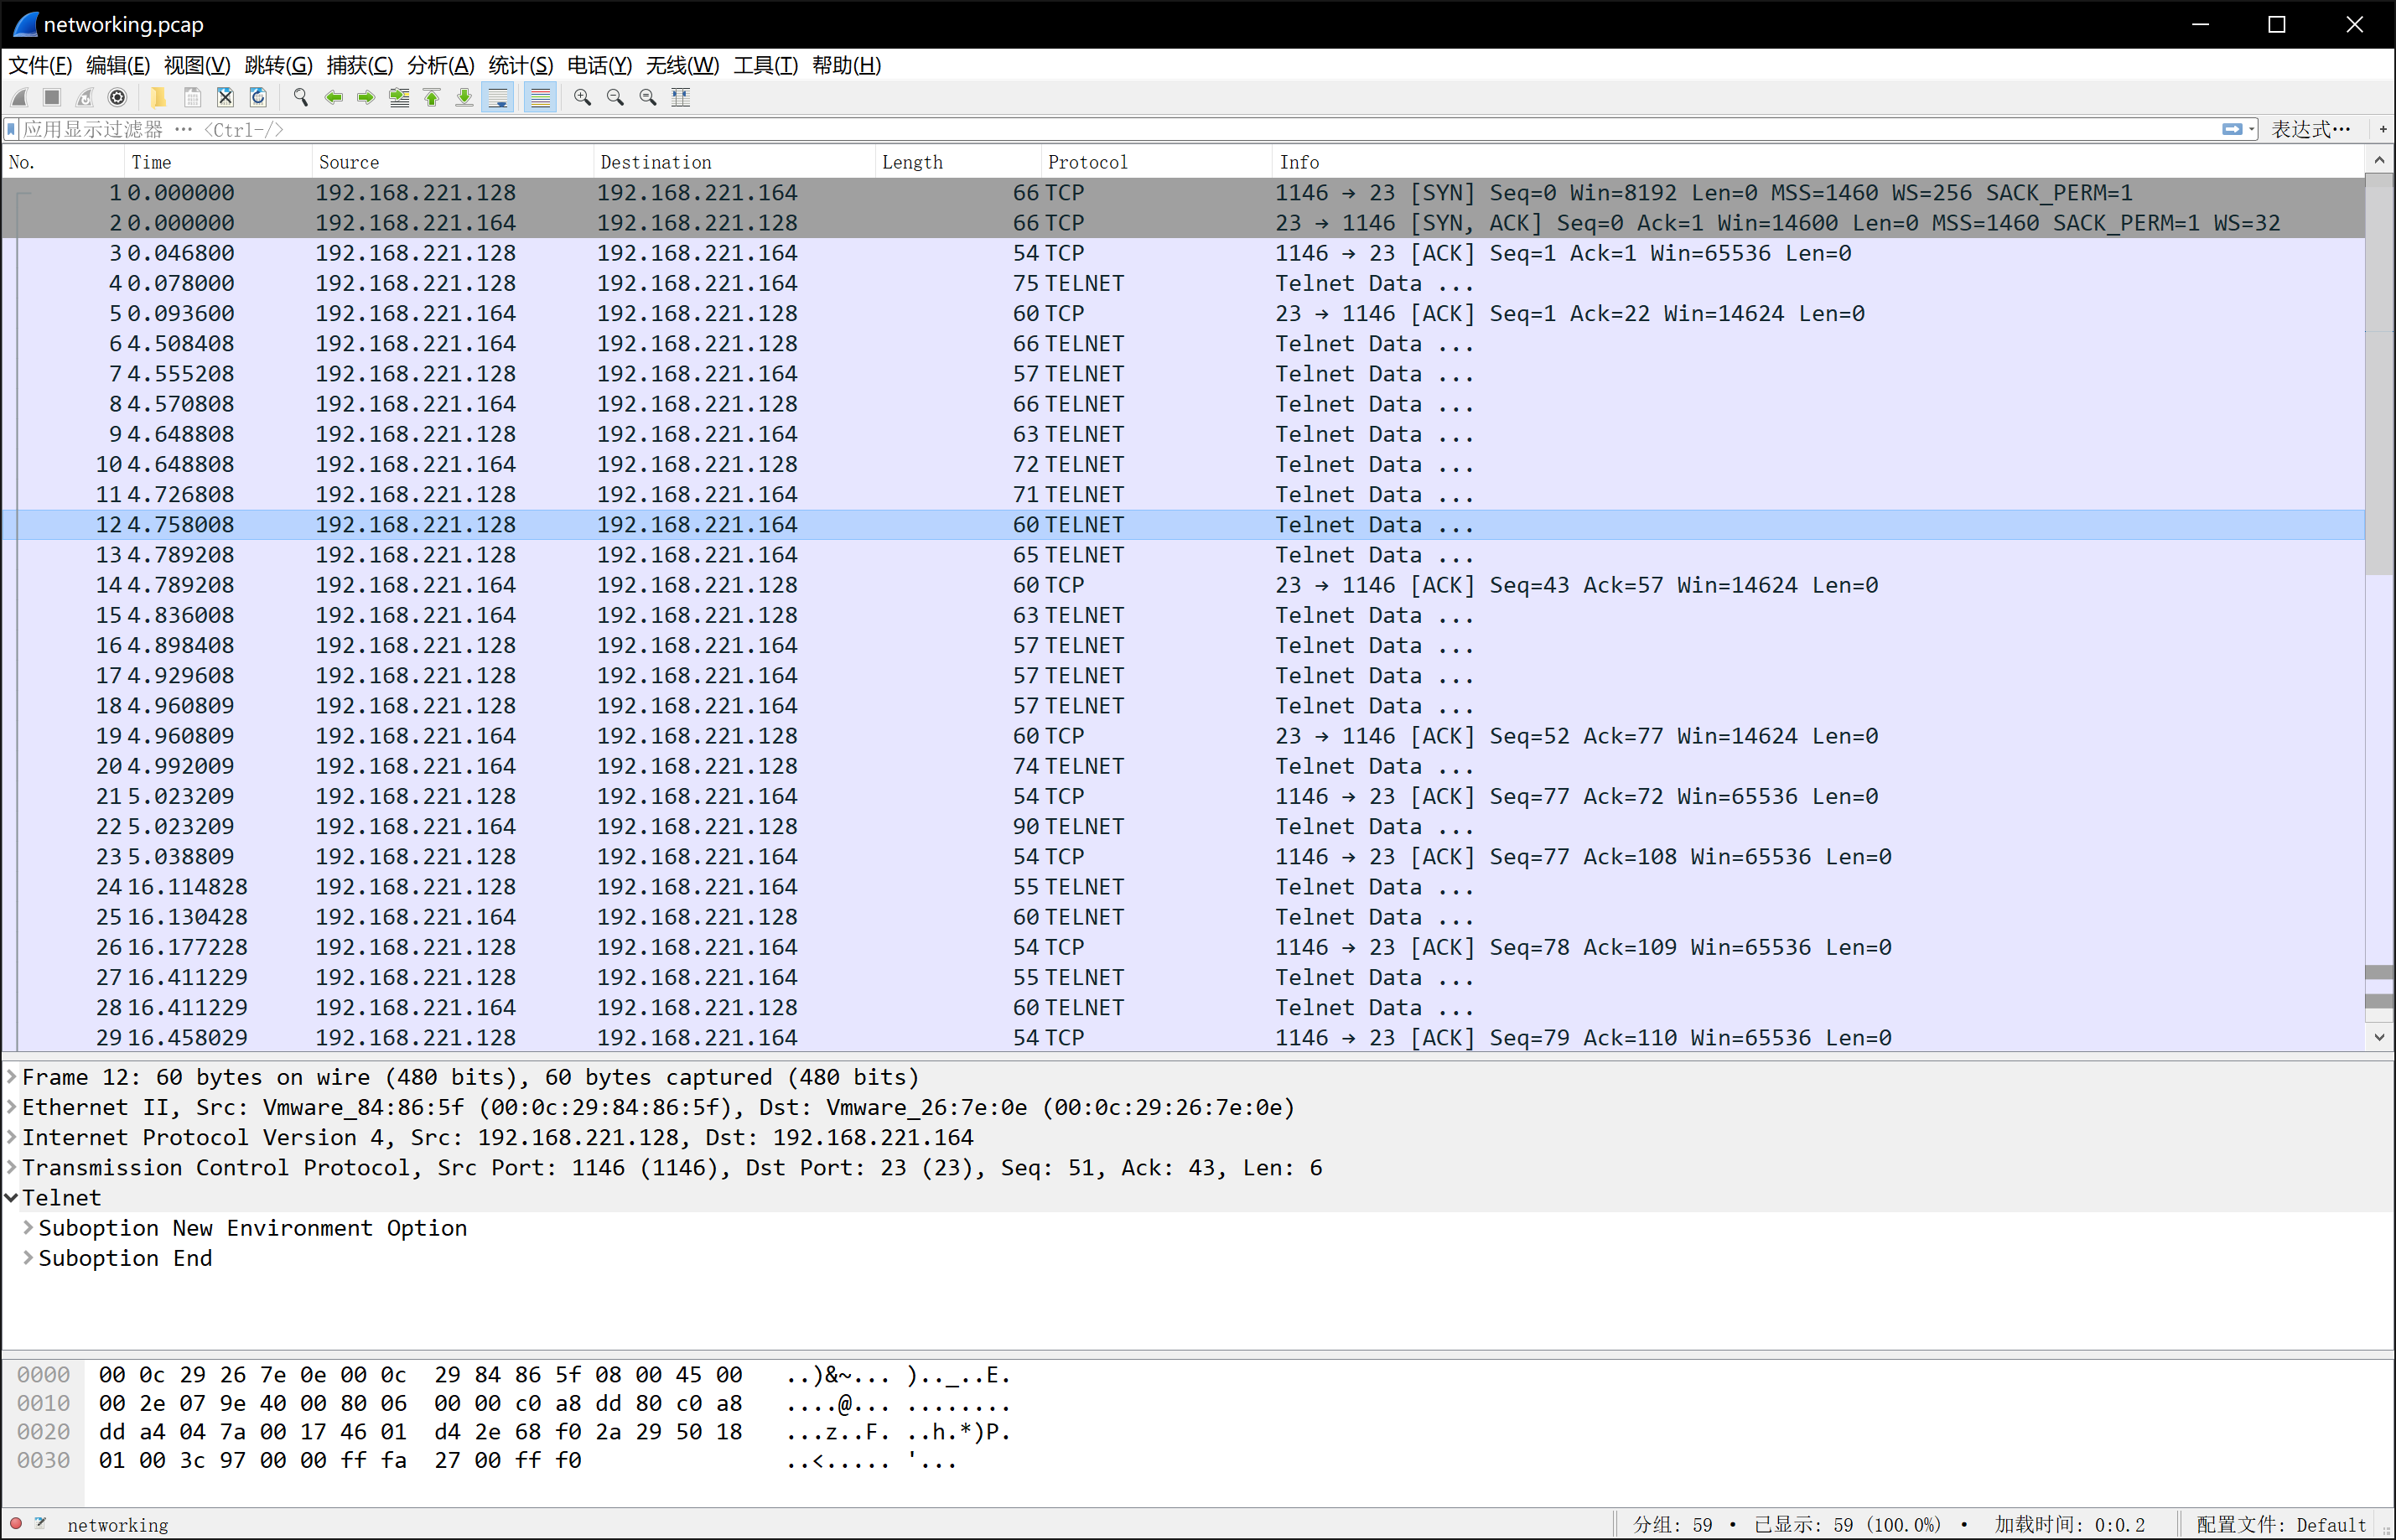 networking.pcap
文件(F) 编辑(E) 视图(V) 跳转(G) 捕获(C) 分析(A) 统计(S) 电话(Y) 无线(W) 工具(T) 帮助(H)
应用显示过滤器 … <Ctrl-/> 表达式… +
No. Time Source Destination Length Protocol Info
1 0.000000 192.168.221.128 192.168.221.164 66 TCP 1146 → 23 [SYN] Seq=0 Win=8192 Len=0 MSS=1460 WS=256 SACK_PERM=1
2 0.000000 192.168.221.164 192.168.221.128 66 TCP 23 → 1146 [SYN, ACK] Seq=0 Ack=1 Win=14600 Len=0 MSS=1460 SACK_PERM=1 WS=32
3 0.046800 192.168.221.128 192.168.221.164 54 TCP 1146 → 23 [ACK] Seq=1 Ack=1 Win=65536 Len=0
4 0.078000 192.168.221.128 192.168.221.164 75 TELNET Telnet Data ...
5 0.093600 192.168.221.164 192.168.221.128 60 TCP 23 → 1146 [ACK] Seq=1 Ack=22 Win=14624 Len=0
6 4.508408 192.168.221.164 192.168.221.128 66 TELNET Telnet Data ...
7 4.555208 192.168.221.128 192.168.221.164 57 TELNET Telnet Data ...
8 4.570808 192.168.221.164 192.168.221.128 66 TELNET Telnet Data ...
9 4.648808 192.168.221.128 192.168.221.164 63 TELNET Telnet Data ...
10 4.648808 192.168.221.164 192.168.221.128 72 TELNET Telnet Data ...
11 4.726808 192.168.221.128 192.168.221.164 71 TELNET Telnet Data ...
12 4.758008 192.168.221.128 192.168.221.164 60 TELNET Telnet Data ...
13 4.789208 192.168.221.128 192.168.221.164 65 TELNET Telnet Data ...
14 4.789208 192.168.221.164 192.168.221.128 60 TCP 23 → 1146 [ACK] Seq=43 Ack=57 Win=14624 Len=0
15 4.836008 192.168.221.164 192.168.221.128 63 TELNET Telnet Data ...
16 4.898408 192.168.221.128 192.168.221.164 57 TELNET Telnet Data ...
17 4.929608 192.168.221.128 192.168.221.164 57 TELNET Telnet Data ...
18 4.960809 192.168.221.128 192.168.221.164 57 TELNET Telnet Data ...
19 4.960809 192.168.221.164 192.168.221.128 60 TCP 23 → 1146 [ACK] Seq=52 Ack=77 Win=14624 Len=0
20 4.992009 192.168.221.164 192.168.221.128 74 TELNET Telnet Data ...
21 5.023209 192.168.221.128 192.168.221.164 54 TCP 1146 → 23 [ACK] Seq=77 Ack=72 Win=65536 Len=0
22 5.023209 192.168.221.164 192.168.221.128 90 TELNET Telnet Data ...
23 5.038809 192.168.221.128 192.168.221.164 54 TCP 1146 → 23 [ACK] Seq=77 Ack=108 Win=65536 Len=0
24 16.114828 192.168.221.128 192.168.221.164 55 TELNET Telnet Data ...
25 16.130428 192.168.221.164 192.168.221.128 60 TELNET Telnet Data ...
26 16.177228 192.168.221.128 192.168.221.164 54 TCP 1146 → 23 [ACK] Seq=78 Ack=109 Win=65536 Len=0
27 16.411229 192.168.221.128 192.168.221.164 55 TELNET Telnet Data ...
28 16.411229 192.168.221.164 192.168.221.128 60 TELNET Telnet Data ...
29 16.458029 192.168.221.128 192.168.221.164 54 TCP 1146 → 23 [ACK] Seq=79 Ack=110 Win=65536 Len=0
Frame 12: 60 bytes on wire (480 bits), 60 bytes captured (480 bits)
Ethernet II, Src: Vmware_84:86:5f (00:0c:29:84:86:5f), Dst: Vmware_26:7e:0e (00:0c:29:26:7e:0e)
Internet Protocol Version 4, Src: 192.168.221.128, Dst: 192.168.221.164
Transmission Control Protocol, Src Port: 1146 (1146), Dst Port: 23 (23), Seq: 51, Ack: 43, Len: 6
Telnet
Suboption New Environment Option
Suboption End
0000 00 0c 29 26 7e 0e 00 0c 29 84 86 5f 08 00 45 00 ..)&~... ).._..E.
0010 00 2e 07 9e 40 00 80 06 00 00 c0 a8 dd 80 c0 a8 ....@... ........
0020 dd a4 04 7a 00 17 46 01 d4 2e 68 f0 2a 29 50 18 ...z..F. ..h.*)P.
0030 01 00 3c 97 00 00 ff fa 27 00 ff f0 ..<..... '...
networking 分组: 59 · 已显示: 59 (100.0%) · 加载时间: 0:0.2 配置文件: Default